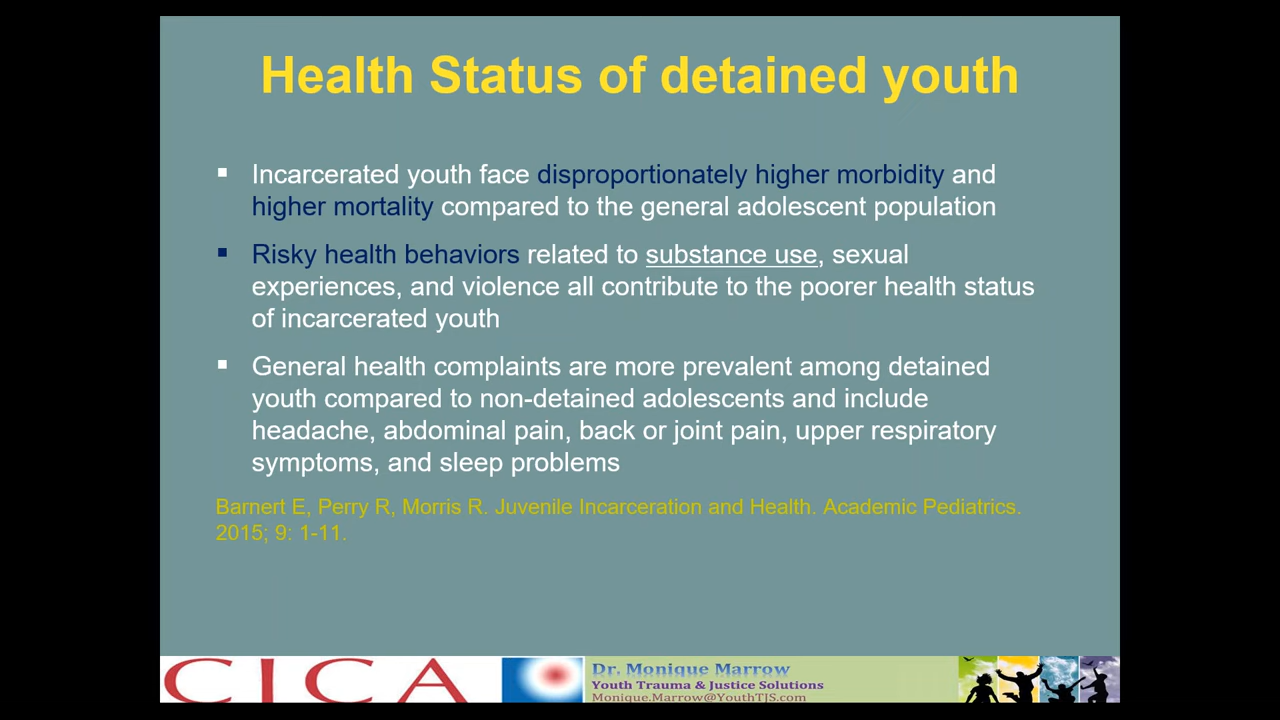 Health Status of detained youth
▪ Incarcerated youth face disproportionately higher morbidity and
higher mortality compared to the general adolescent population
▪ Risky health behaviors related to substance use, sexual
experiences, and violence all contribute to the poorer health status
of incarcerated youth
▪ General health complaints are more prevalent among detained
youth compared to non-detained adolescents and include
headache, abdominal pain, back or joint pain, upper respiratory
symptoms, and sleep problems
Barnert E, Perry R, Morris R. Juvenile Incarceration and Health. Academic Pediatrics.
2015; 9: 1-11.
CICA
Dr. Monique Marrow
Youth Trauma & Justice Solutions
Monique.Marrow@YouthTJS.com